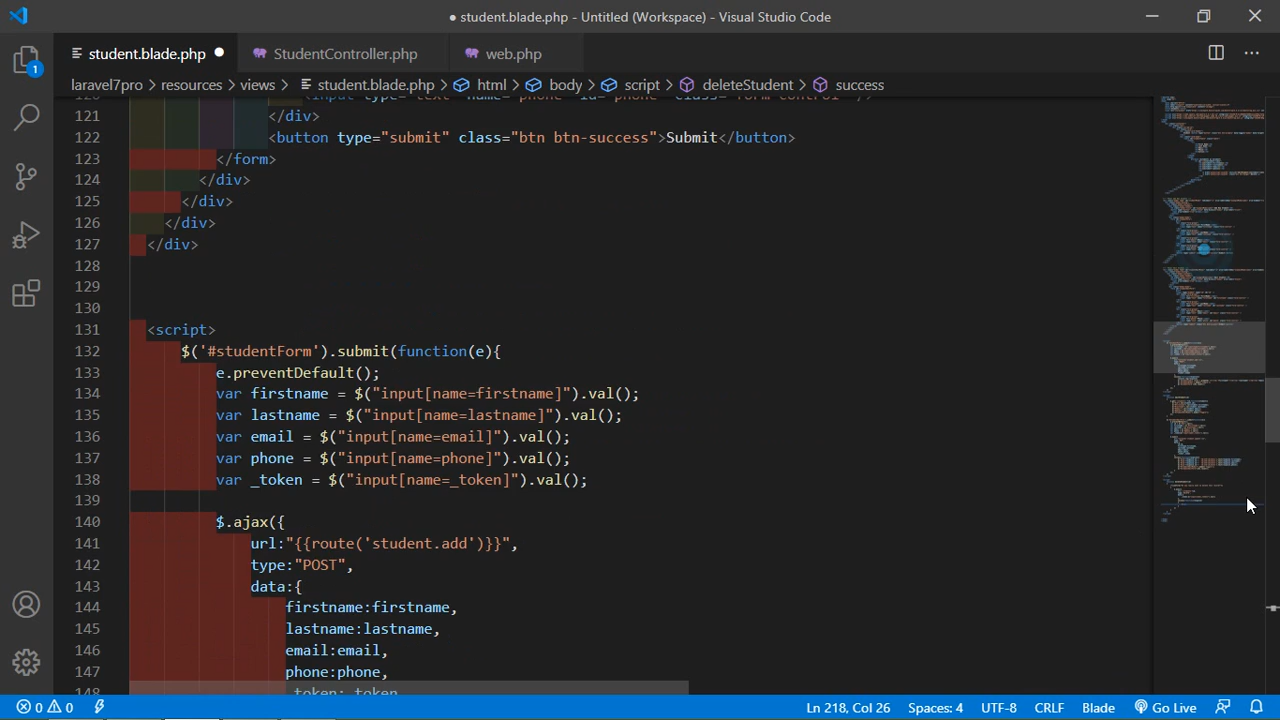 ● student.blade.php - Untitled (Workspace) - Visual Studio Code
student.blade.php
StudentController.php
web.php
laravel7pro > resources > views > student.blade.php > html > body > script > deleteStudent > success
121 </div>
122 <button type="submit" class="btn btn-success">Submit</button>
123 </form>
124 </div>
125 </div>
126 </div>
127 </div>
128
129
130
131 <script>
132 $('#studentForm').submit(function(e){
133 e.preventDefault();
134 var firstname = $("input[name=firstname]").val();
135 var lastname = $("input[name=lastname]").val();
136 var email = $("input[name=email]").val();
137 var phone = $("input[name=phone]").val();
138 var _token = $("input[name=_token]").val();
139
140 $.ajax({
141 url:"{{route('student.add')}}",
142 type:"POST",
143 data:{
144 firstname:firstname,
145 lastname:lastname,
146 email:email,
147 phone:phone,
1
0 0 Ln 218, Col 26 Spaces: 4 UTF-8 CRLF Blade Go Live